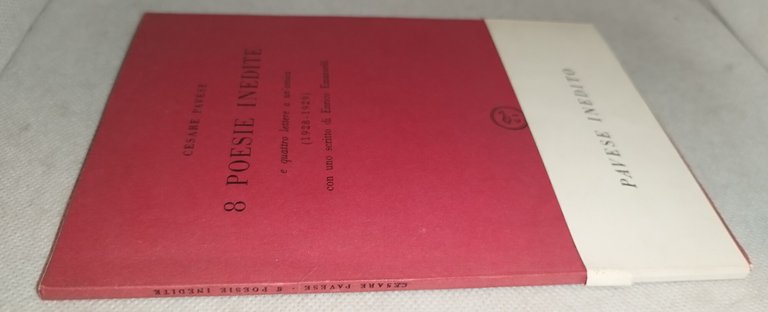 CESARE PAVESE
8 POESIE INEDITE
e quattro lettere a un'amica
(1928-1929)
con uno scritto di Enrico Emanuelli
PAVESE INEDITO
CESARE PAVESE - 8 POESIE INEDITE